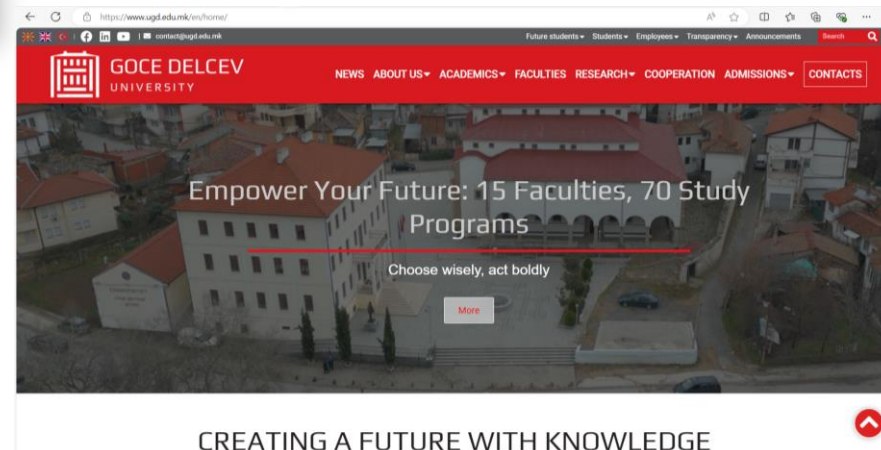 https://www.ugd.edu.mk/en/home/
contact@ugd.edu.mk Future students Students Employees Transparency Announcements Search
GOCE DELCEV
UNIVERSITY
NEWS ABOUT US ACADEMICS FACULTIES RESEARCH COOPERATION ADMISSIONS CONTACTS
Empower Your Future: 15 Faculties, 70 Study
Programs
Choose wisely, act boldly
More
CREATING A FUTURE WITH KNOWLEDGE